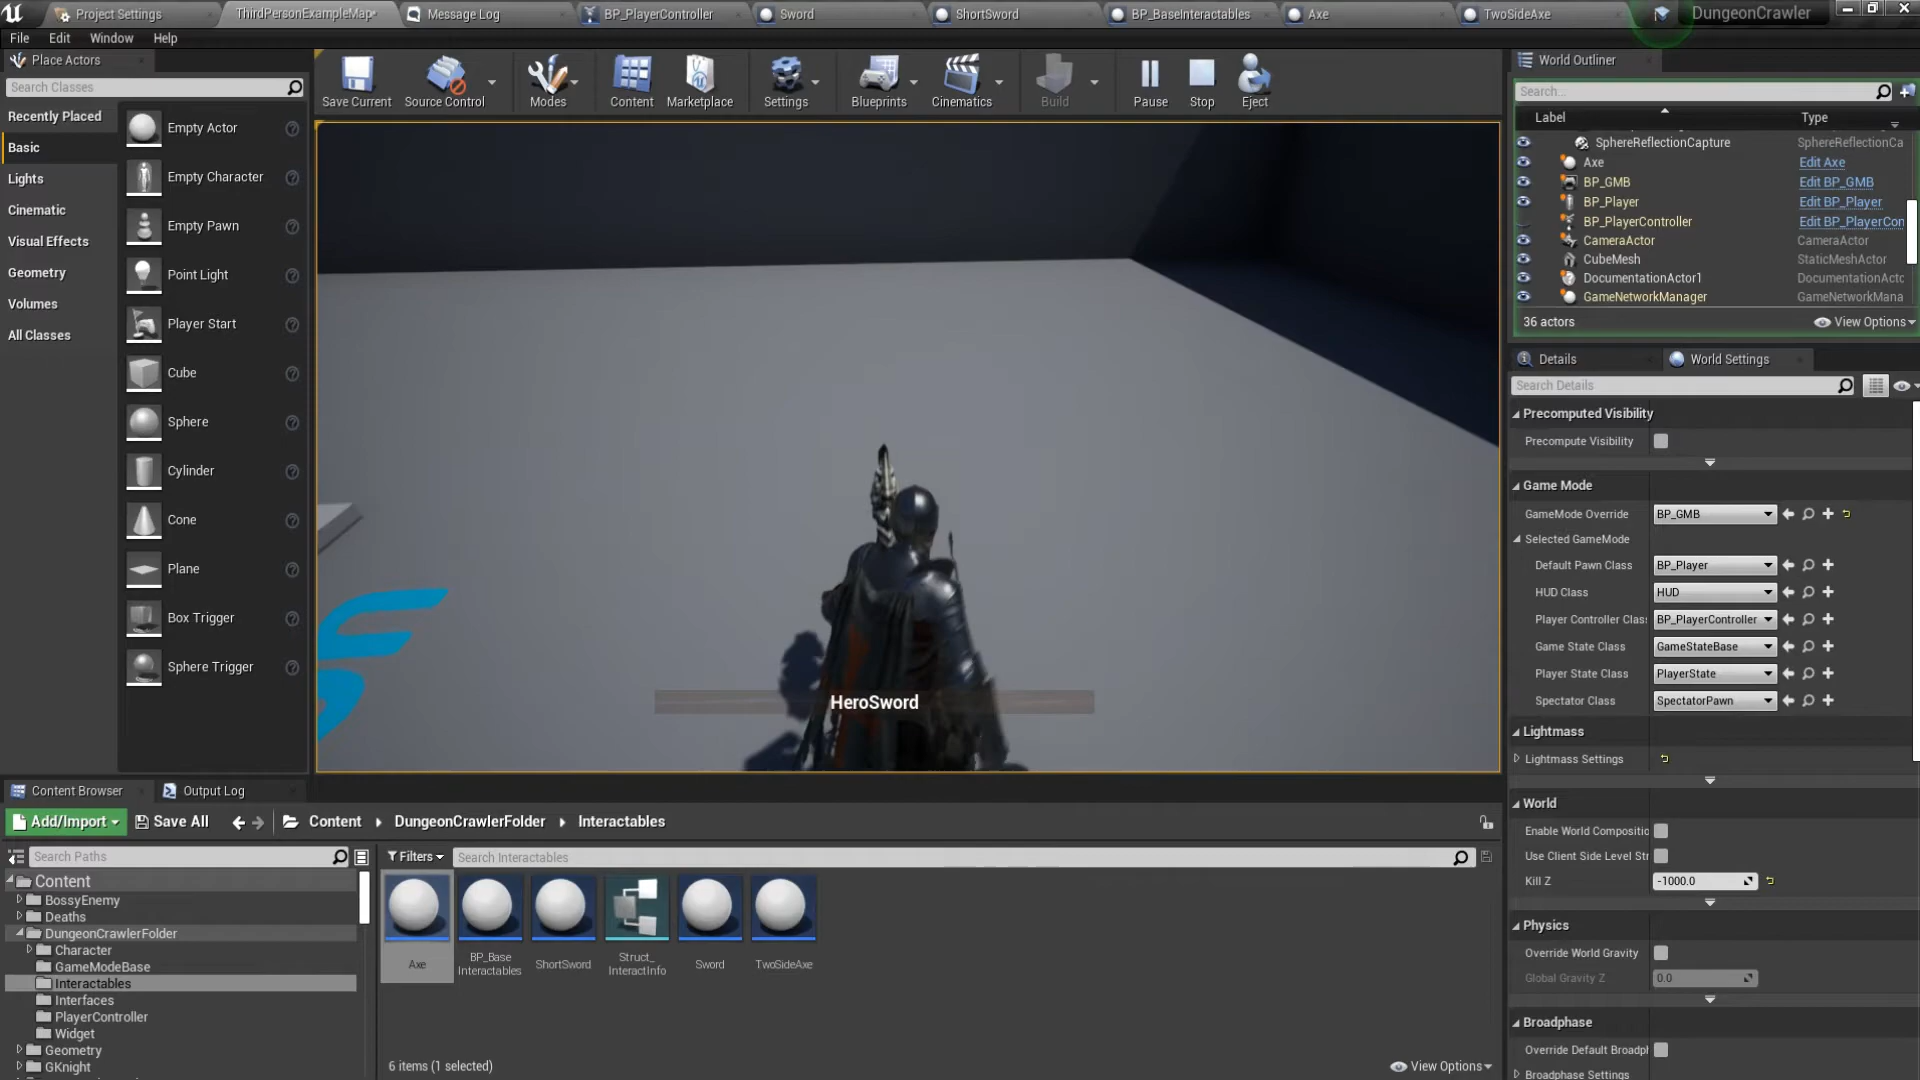 Project Settings
ThirdPersonExampleMap*
Message Log
BP_PlayerController
Sword
ShortSword
BP_BaseInteractables
Axe
TwoSideAxe
DungeonCrawler
File
Edit
Window
Help
Place Actors
Search Classes
Recently Placed
Basic
Lights
Cinematic
Visual Effects
Geometry
Volumes
All Classes
Empty Actor
Empty Character
Empty Pawn
Point Light
Player Start
Cube
Sphere
Cylinder
Cone
Plane
Box Trigger
Sphere Trigger
Save Current
Source Control
Modes
Content
Marketplace
Settings
Blueprints
Cinematics
Build
Pause
Stop
Eject
HeroSword
World Outliner
Search...
Label
Type
SphereReflectionCapture
SphereReflectionCa
Axe
Edit Axe
BP_GMB
Edit BP_GMB
BP_Player
Edit BP_Player
BP_PlayerController
Edit BP_PlayerCon
CameraActor
CameraActor
CubeMesh
StaticMeshActor
DocumentationActor1
DocumentationActo
GameNetworkManager
GameNetworkMana
36 actors
View Options
Details
World Settings
Search Details
Precomputed Visibility
Precompute Visibility
Game Mode
GameMode Override
BP_GMB
Selected GameMode
Default Pawn Class
BP_Player
HUD Class
HUD
Player Controller Clas
BP_PlayerController
Game State Class
GameStateBase
Player State Class
PlayerState
Spectator Class
SpectatorPawn
Lightmass
Lightmass Settings
World
Enable World Compositio
Use Client Side Level Str
Kill Z
-1000.0
Physics
Override World Gravity
Global Gravity Z
0.0
Broadphase
Override Default Broadph
Broadphase Settings
Content Browser
Output Log
Add/Import
Save All
Content
DungeonCrawlerFolder
Interactables
Search Paths
Filters
Search Interactables
Content
BossyEnemy
Deaths
DungeonCrawlerFolder
Character
GameModeBase
Interactables
Interfaces
PlayerController
Widget
Geometry
GKnight
Axe
BP_Base
Interactables
ShortSword
Struct_
InteractInfo
Sword
TwoSideAxe
6 items (1 selected)
View Options